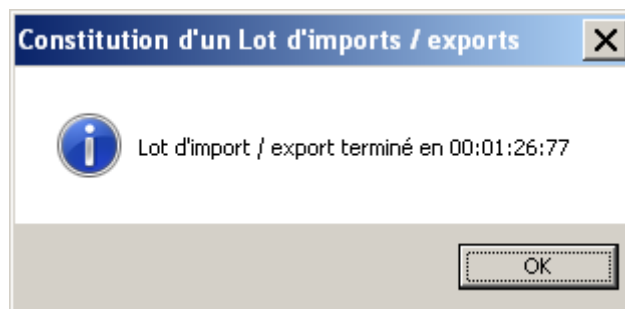 Constitution d'un Lot d'imports / exports
Lot d'import / export terminé en 00:01:26:77
OK